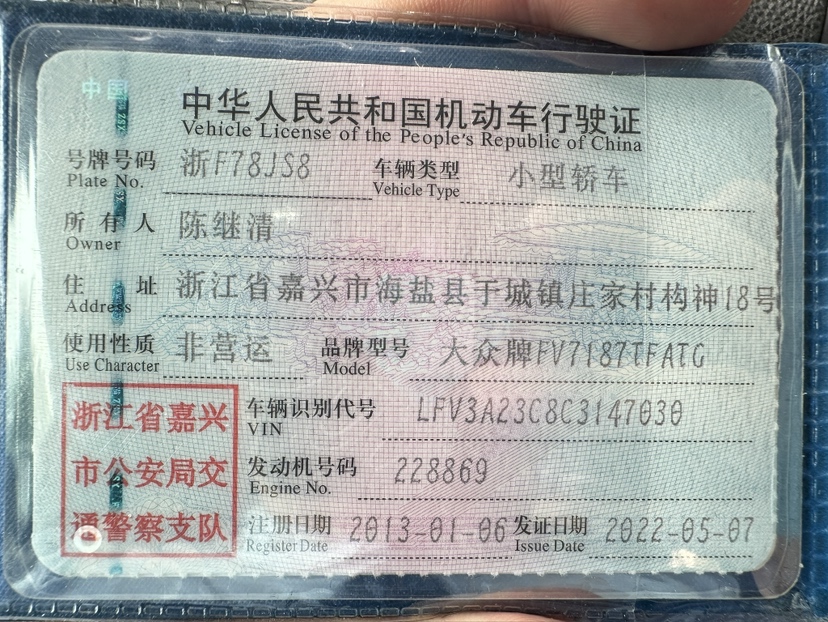 中国
中华人民共和国机动车行驶证
Vehicle License of the People's Republic of China
号牌号码 浙F78JS8 车辆类型 小型轿车
Plate No. Vehicle Type
所有人 陈继清
Owner
住址 浙江省嘉兴市海盐县于城镇庄家村构神18号
Address
使用性质 非营运 品牌型号 大众牌FV7187TFATG
Use Character Model
浙江省嘉兴 车辆识别代号 LFV3A23C8C3147030
VIN
市公安局交 发动机号码 228869
Engine No.
通警察支队 注册日期 2013-01-06 发证日期 2022-05-07
Register Date Issue Date